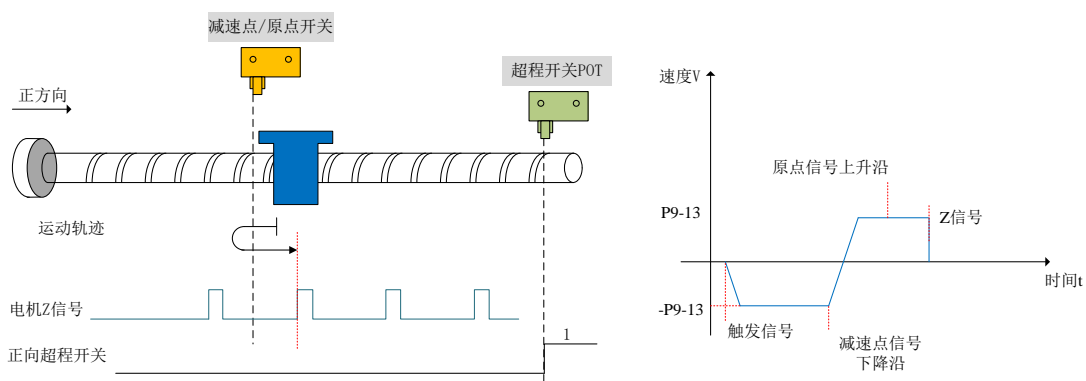 减速点/原点开关
超程开关POT
正方向
运动轨迹
电机Z信号
正向超程开关
1
速度V
原点信号上升沿
P9-13
Z信号
时间t
-P9-13
触发信号
减速点信号
下降沿